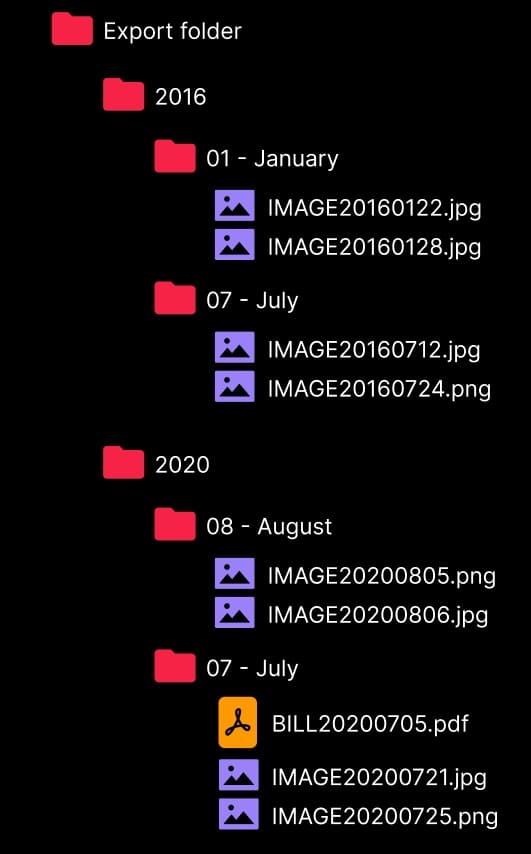 Export folder
2016
01 - January
IMAGE20160122.jpg
IMAGE20160128.jpg
07 - July
IMAGE20160712.jpg
IMAGE20160724.png
2020
08 - August
IMAGE20200805.png
IMAGE20200806.jpg
07 - July
BILL20200705.pdf
IMAGE20200721.jpg
IMAGE20200725.png